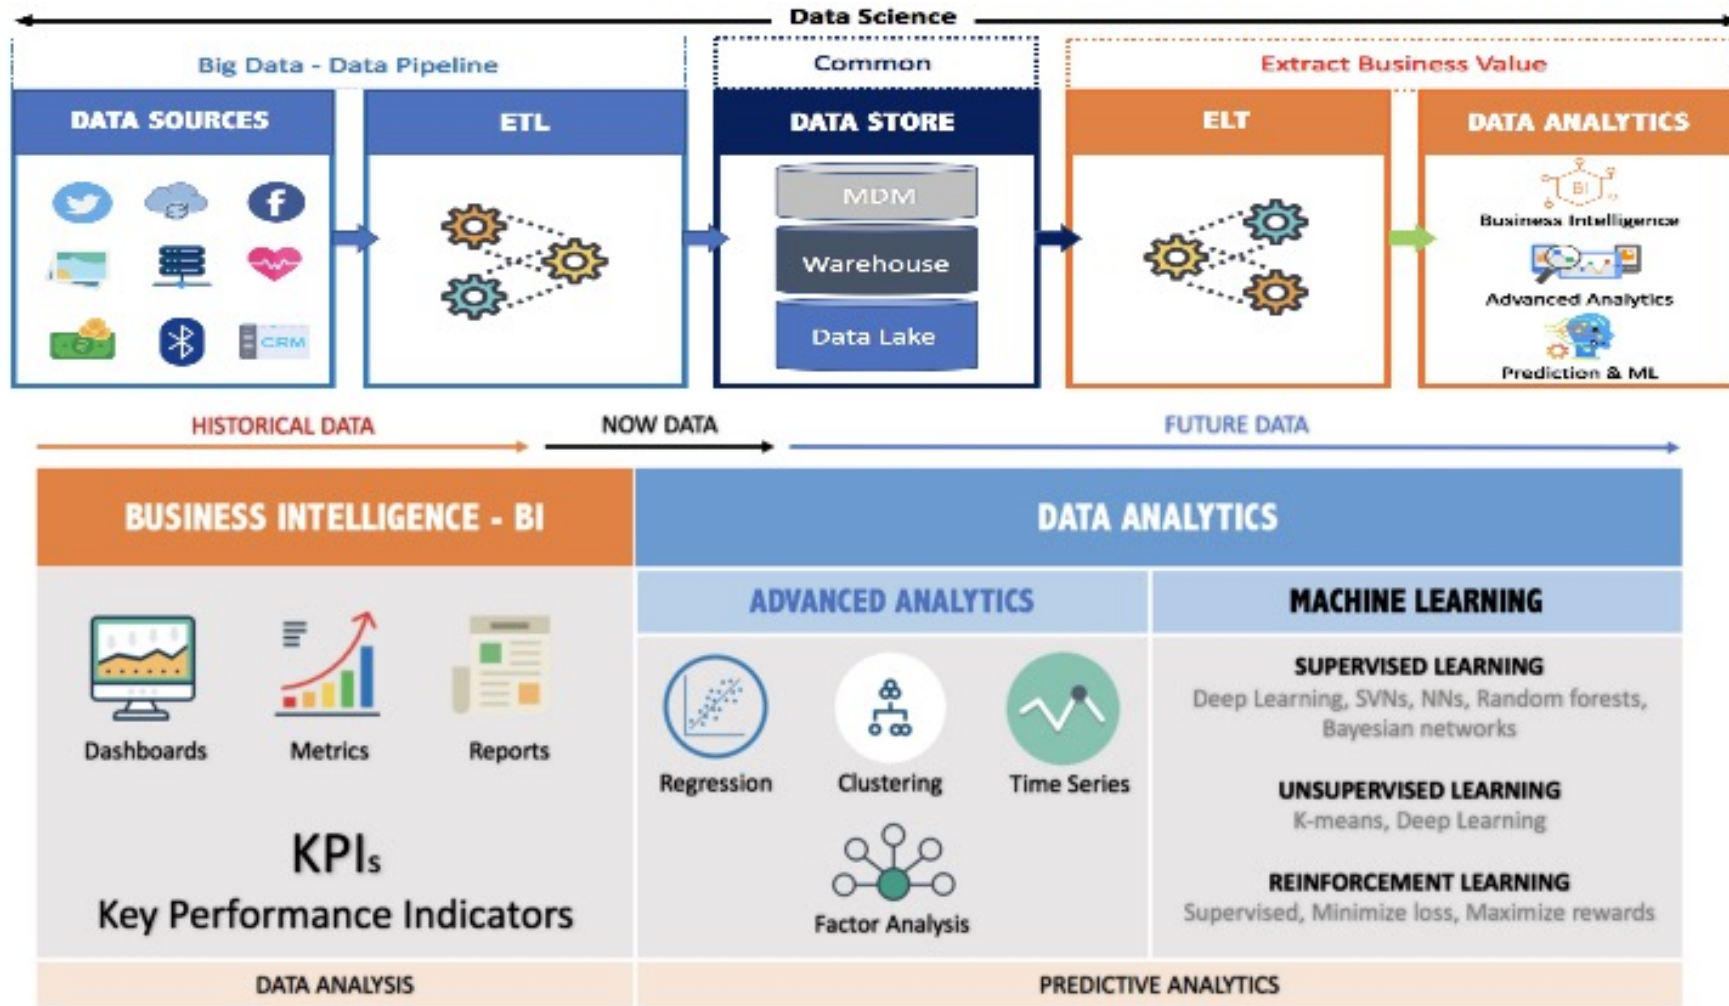 Data Science
Big Data - Data Pipeline
Common
Extract Business Value
DATA SOURCES
ETL
DATA STORE
ELT
DATA ANALYTICS
CRM
MDM
Warehouse
Data Lake
BI
Business Intelligence
Advanced Analytics
Prediction & ML
HISTORICAL DATA
NOW DATA
FUTURE DATA
BUSINESS INTELLIGENCE - BI
DATA ANALYTICS
ADVANCED ANALYTICS
MACHINE LEARNING
Dashboards
Metrics
Reports
KPIs
Key Performance Indicators
Regression
Clustering
Time Series
Factor Analysis
SUPERVISED LEARNING
Deep Learning, SVNs, NNs, Random forests,
Bayesian networks
UNSUPERVISED LEARNING
K-means, Deep Learning
REINFORCEMENT LEARNING
Supervised, Minimize loss, Maximize rewards
DATA ANALYSIS
PREDICTIVE ANALYTICS